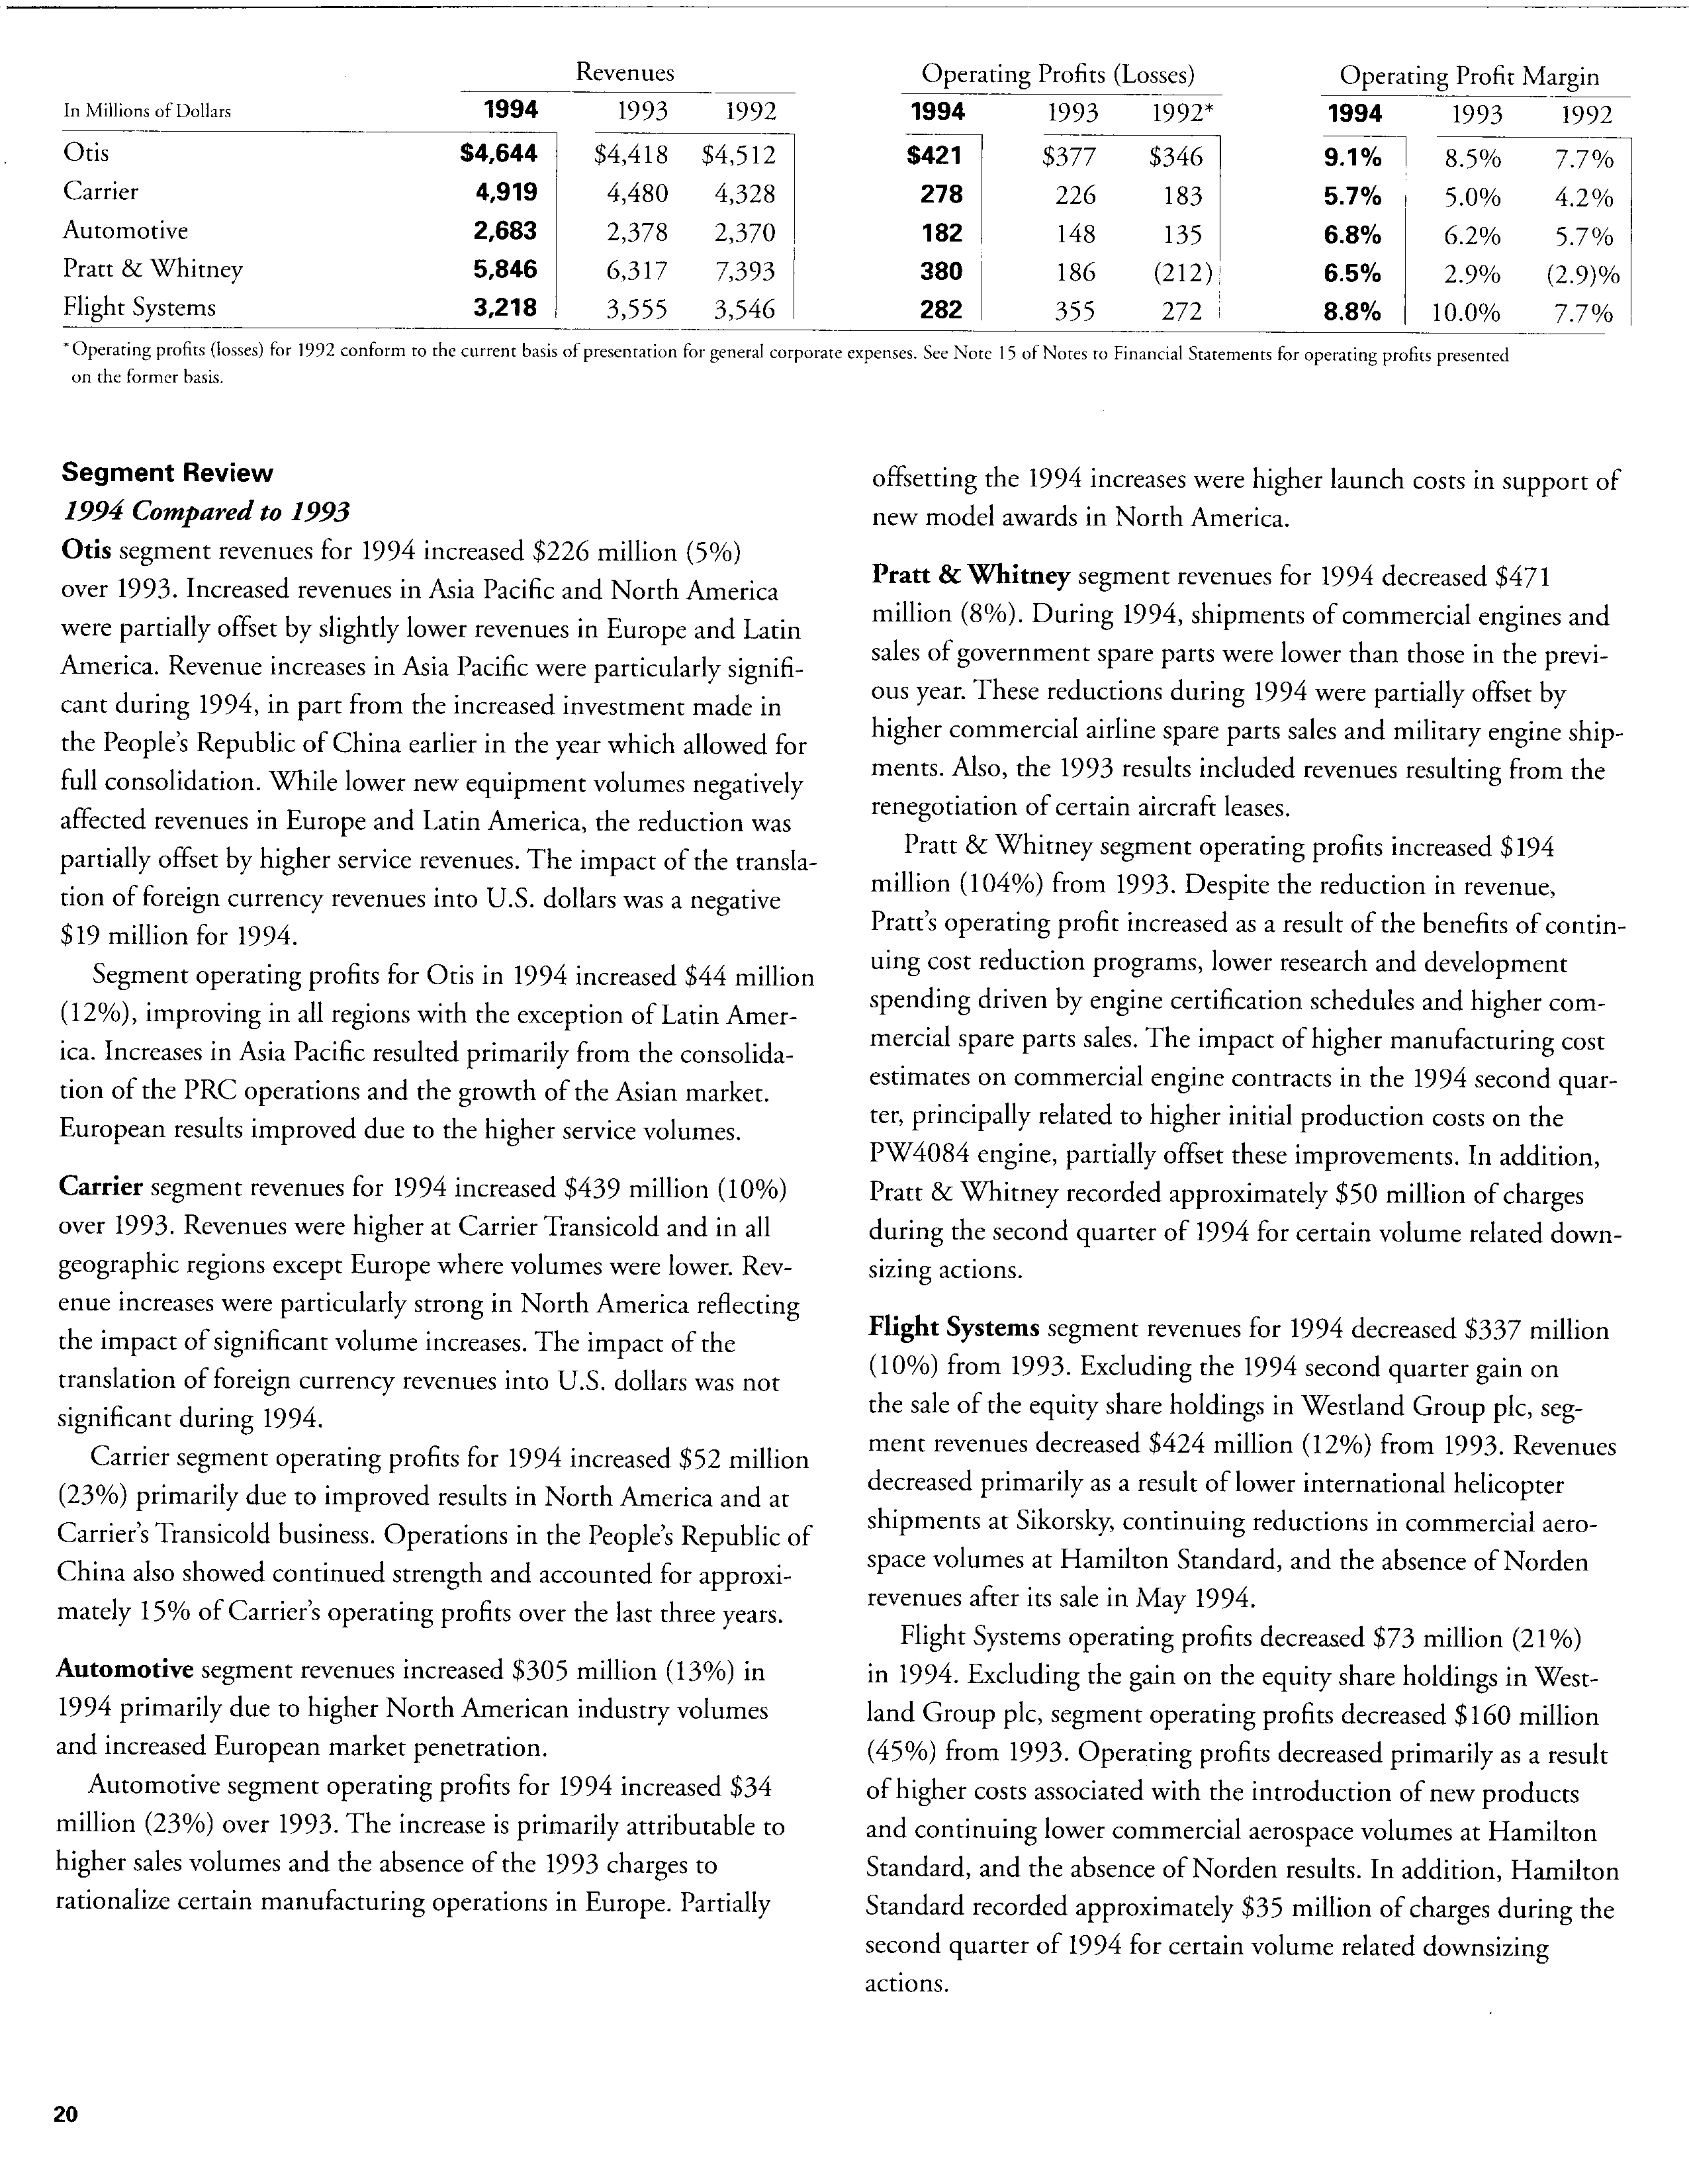 Revenues Operating Profits (Losses) Operating Profit Margin
In Millions of Dollars 1994 1993 1992 1994 1993 1992* 1994 1993 1992
Otis $4,644 $4,418 $4,512 $421 $377 $346 9.1% 8.5% 7.7%
Carrier 4,919 4,480 4,328 278 226 183 5.7% 5.0% 4.2%
Automotive 2,683 2,378 2,370 182 148 135 6.8% 6.2% 5.7%
Pratt & Whitney 5,846 6,317 7,393 380 186 (212) 6.5% 2.9% (2.9)%
Flight Systems 3,218 3,555 3,546 282 355 272 8.8% 10.0% 7.7%
*Operating profits (losses) for 1992 conform to the current basis of presentation for general corporate expenses. See Note 15 of Notes to Financial Statements for operating profits presented
on the former basis.
Segment Review
1994 Compared to 1993
Otis segment revenues for 1994 increased $226 million (5%)
over 1993. Increased revenues in Asia Pacific and North America
were partially offset by slightly lower revenues in Europe and Latin
America. Revenue increases in Asia Pacific were particularly signifi-
cant during 1994, in part from the increased investment made in
the People's Republic of China earlier in the year which allowed for
full consolidation. While lower new equipment volumes negatively
affected revenues in Europe and Latin America, the reduction was
partially offset by higher service revenues. The impact of the transla-
tion of foreign currency revenues into U.S. dollars was a negative
$19 million for 1994.
Segment operating profits for Otis in 1994 increased $44 million
(12%), improving in all regions with the exception of Latin Amer-
ica. Increases in Asia Pacific resulted primarily from the consolida-
tion of the PRC operations and the growth of the Asian market.
European results improved due to the higher service volumes.
Carrier segment revenues for 1994 increased $439 million (10%)
over 1993. Revenues were higher at Carrier Transicold and in all
geographic regions except Europe where volumes were lower. Rev-
enue increases were particularly strong in North America reflecting
the impact of significant volume increases. The impact of the
translation of foreign currency revenues into U.S. dollars was not
significant during 1994.
Carrier segment operating profits for 1994 increased $52 million
(23%) primarily due to improved results in North America and at
Carrier's Transicold business. Operations in the People's Republic of
China also showed continued strength and accounted for approxi-
mately 15% of Carrier's operating profits over the last three years.
Automotive segment revenues increased $305 million (13%) in
1994 primarily due to higher North American industry volumes
and increased European market penetration.
Automotive segment operating profits for 1994 increased $34
million (23%) over 1993. The increase is primarily attributable to
higher sales volumes and the absence of the 1993 charges to
rationalize certain manufacturing operations in Europe. Partially
offsetting the 1994 increases were higher launch costs in support of
new model awards in North America.
Pratt & Whitney segment revenues for 1994 decreased $471
million (8%). During 1994, shipments of commercial engines and
sales of government spare parts were lower than those in the previ-
ous year. These reductions during 1994 were partially offset by
higher commercial airline spare parts sales and military engine ship-
ments. Also, the 1993 results included revenues resulting from the
renegotiation of certain aircraft leases.
Pratt & Whitney segment operating profits increased $194
million (104%) from 1993. Despite the reduction in revenue,
Pratt's operating profit increased as a result of the benefits of contin-
uing cost reduction programs, lower research and development
spending driven by engine certification schedules and higher com-
mercial spare parts sales. The impact of higher manufacturing cost
estimates on commercial engine contracts in the 1994 second quar-
ter, principally related to higher initial production costs on the
PW4084 engine, partially offset these improvements. In addition,
Pratt & Whitney recorded approximately $50 million of charges
during the second quarter of 1994 for certain volume related down-
sizing actions.
Flight Systems segment revenues for 1994 decreased $337 million
(10%) from 1993. Excluding the 1994 second quarter gain on
the sale of the equity share holdings in Westland Group plc, seg-
ment revenues decreased $424 million (12%) from 1993. Revenues
decreased primarily as a result of lower international helicopter
shipments at Sikorsky, continuing reductions in commercial aero-
space volumes at Hamilton Standard, and the absence of Norden
revenues after its sale in May 1994.
Flight Systems operating profits decreased $73 million (21%)
in 1994. Excluding the gain on the equity share holdings in West-
land Group plc, segment operating profits decreased $160 million
(45%) from 1993. Operating profits decreased primarily as a result
of higher costs associated with the introduction of new products
and continuing lower commercial aerospace volumes at Hamilton
Standard, and the absence of Norden results. In addition, Hamilton
Standard recorded approximately $35 million of charges during the
second quarter of 1994 for certain volume related downsizing
actions.
20